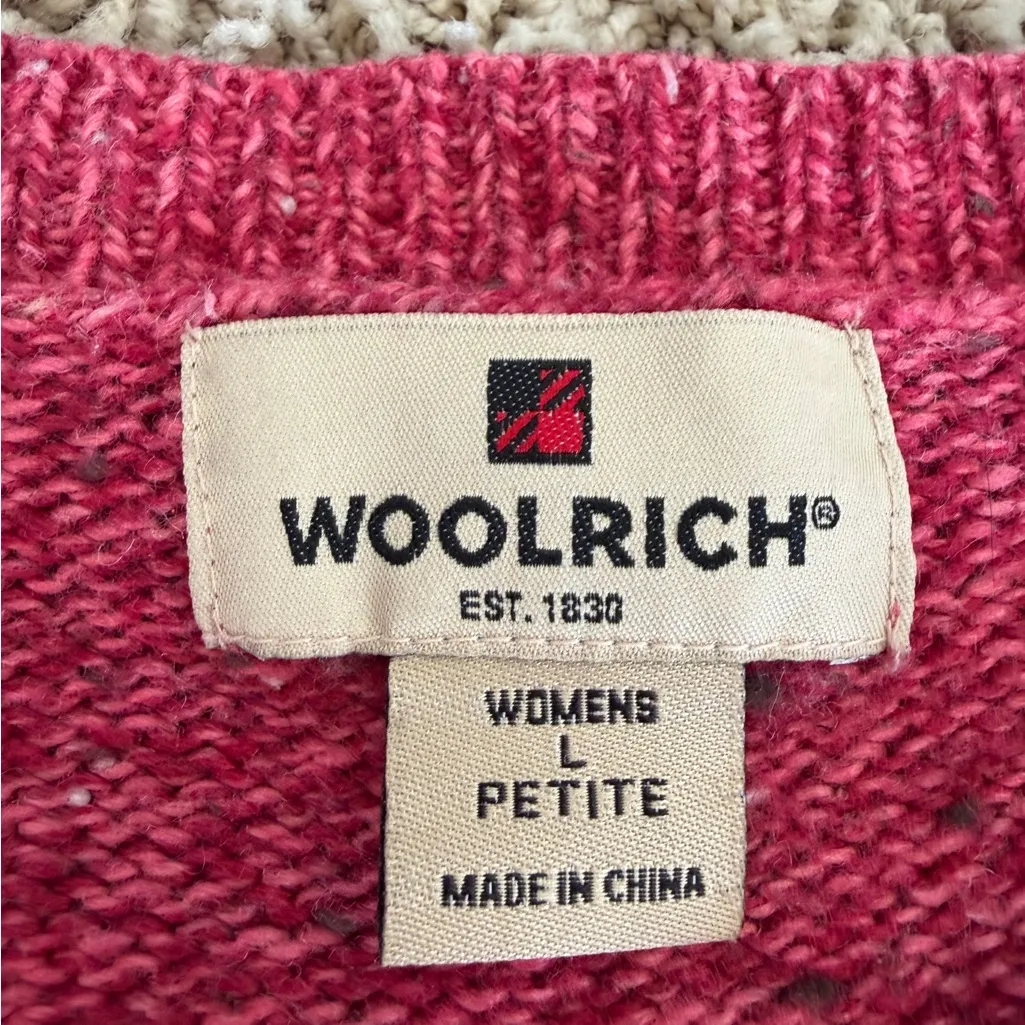 WOOLRICH®
EST. 1830
WOMENS
L
PETITE
MADE IN CHINA